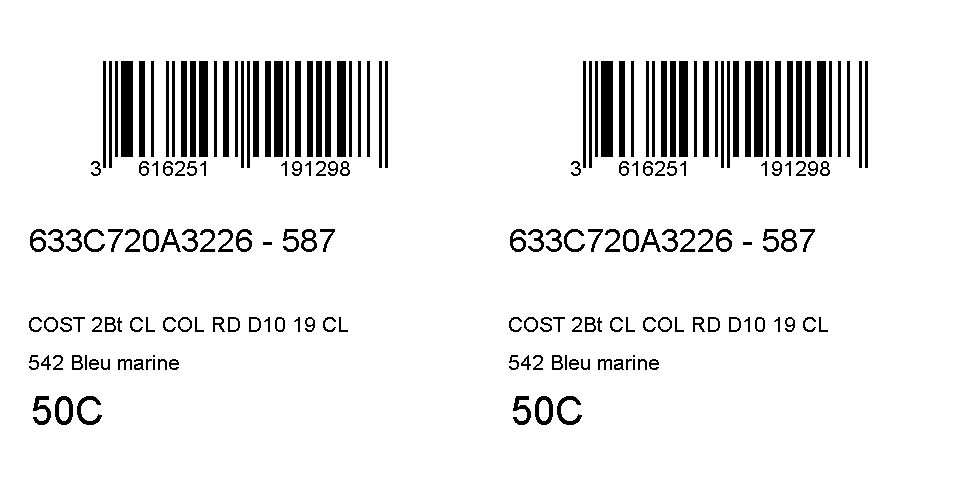 3 616251 191298
633C720A3226 - 587
COST 2Bt CL COL RD D10 19 CL
542 Bleu marine
50C
3 616251 191298
633C720A3226 - 587
COST 2Bt CL COL RD D10 19 CL
542 Bleu marine
50C